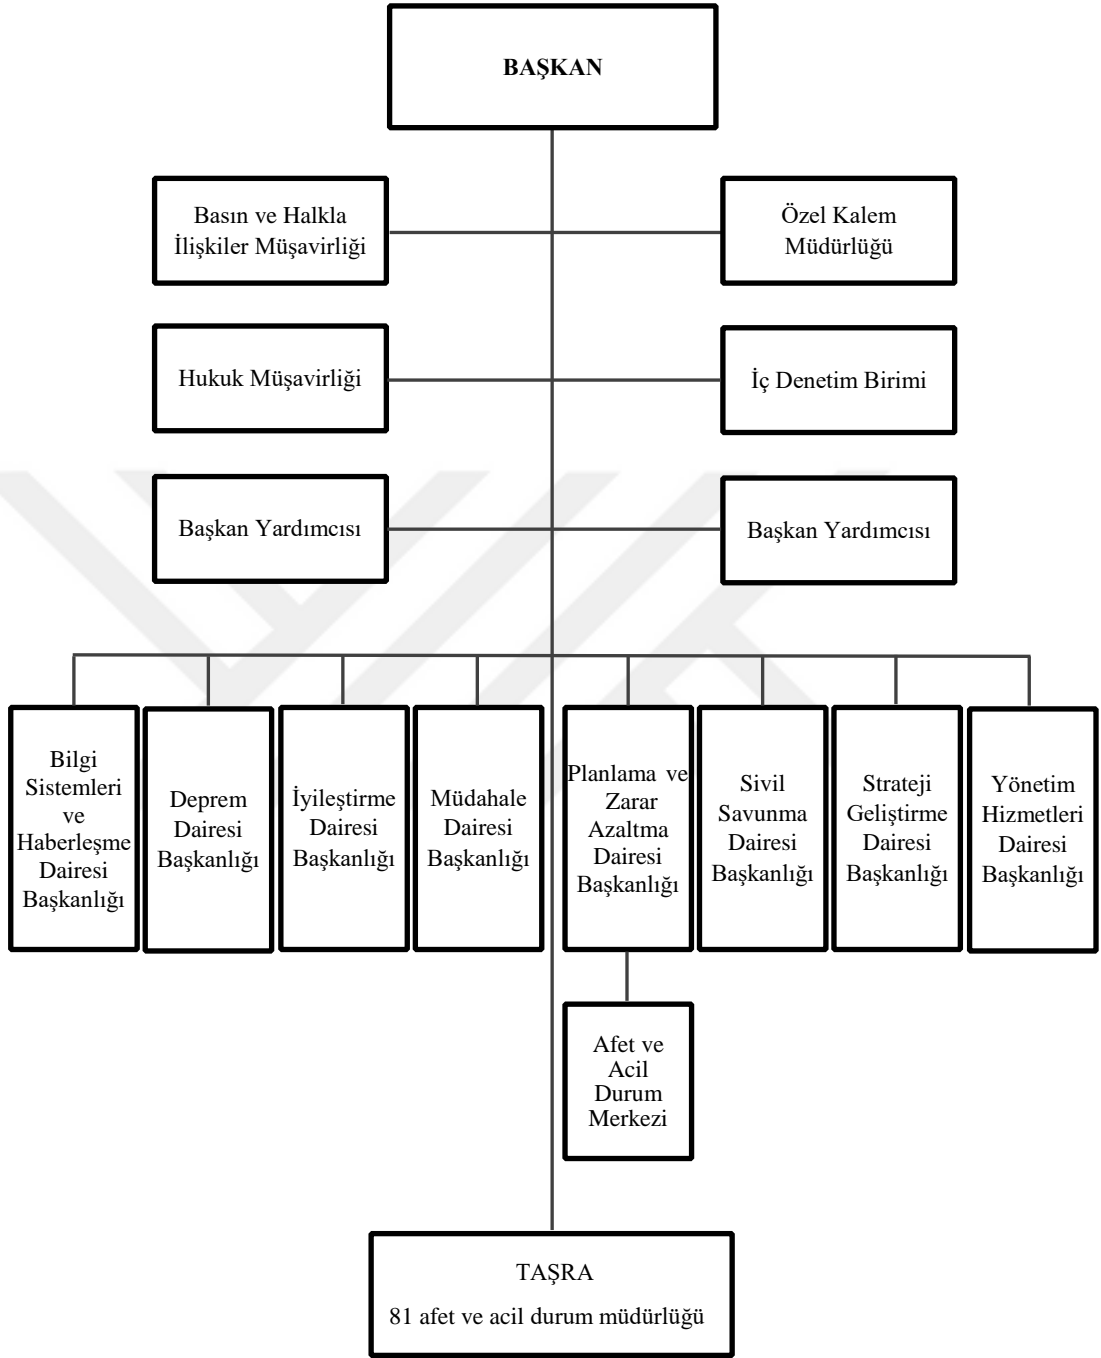 BAŞKAN
Basın ve Halkla
İlişkiler Müşavirliği
Özel Kalem
Müdürlüğü
Hukuk Müşavirliği
İç Denetim Birimi
Başkan Yardımcısı
Başkan Yardımcısı
Bilgi
Sistemleri
ve
Haberleşme
Dairesi
Başkanlığı
Deprem
Dairesi
Başkanlığı
İyileştirme
Dairesi
Başkanlığı
Müdahale
Dairesi
Başkanlığı
Planlama ve
Zarar
Azaltma
Dairesi
Başkanlığı
Sivil
Savunma
Dairesi
Başkanlığı
Strateji
Geliştirme
Dairesi
Başkanlığı
Yönetim
Hizmetleri
Dairesi
Başkanlığı
Afet ve
Acil
Durum
Merkezi
TAŞRA
81 afet ve acil durum müdürlüğü